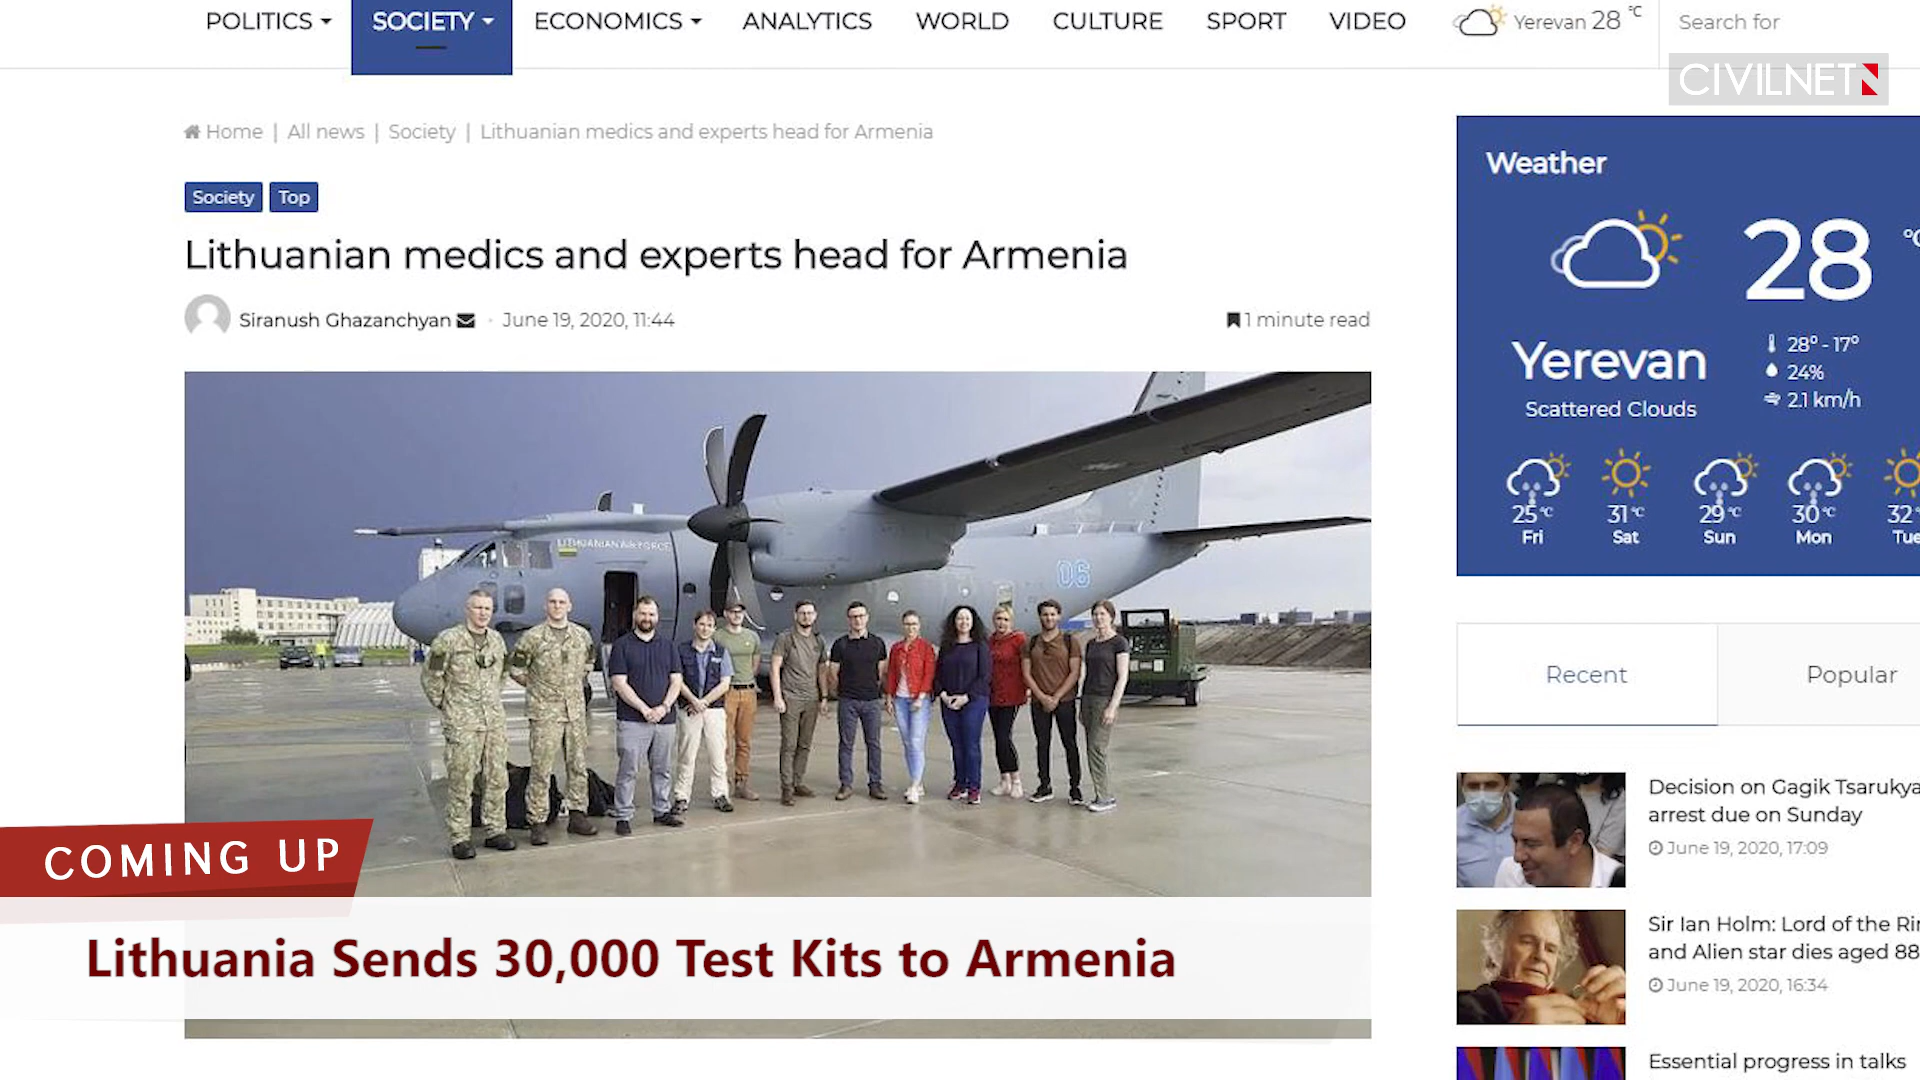 POLITICS SOCIETY ECONOMICS ANALYTICS WORLD CULTURE SPORT VIDEO Yerevan 28 °C Search for
CIVILNET
Home | All news | Society | Lithuanian medics and experts head for Armenia
Society Top
Lithuanian medics and experts head for Armenia
Siranush Ghazanchyan June 19, 2020, 11:44 1 minute read
LITHUANIAN AIR FORCE
06
COMING UP
Lithuania Sends 30,000 Test Kits to Armenia
Weather
28 °C
Yerevan
Scattered Clouds
28º - 17º
24%
2.1 km/h
25 °C 31 °C 29 °C 30 °C 32 °
Fri Sat Sun Mon Tue
Recent Popular
Decision on Gagik Tsarukya
arrest due on Sunday
June 19, 2020, 17:09
Sir Ian Holm: Lord of the Rin
and Alien star dies aged 88
June 19, 2020, 16:34
Essential progress in talks